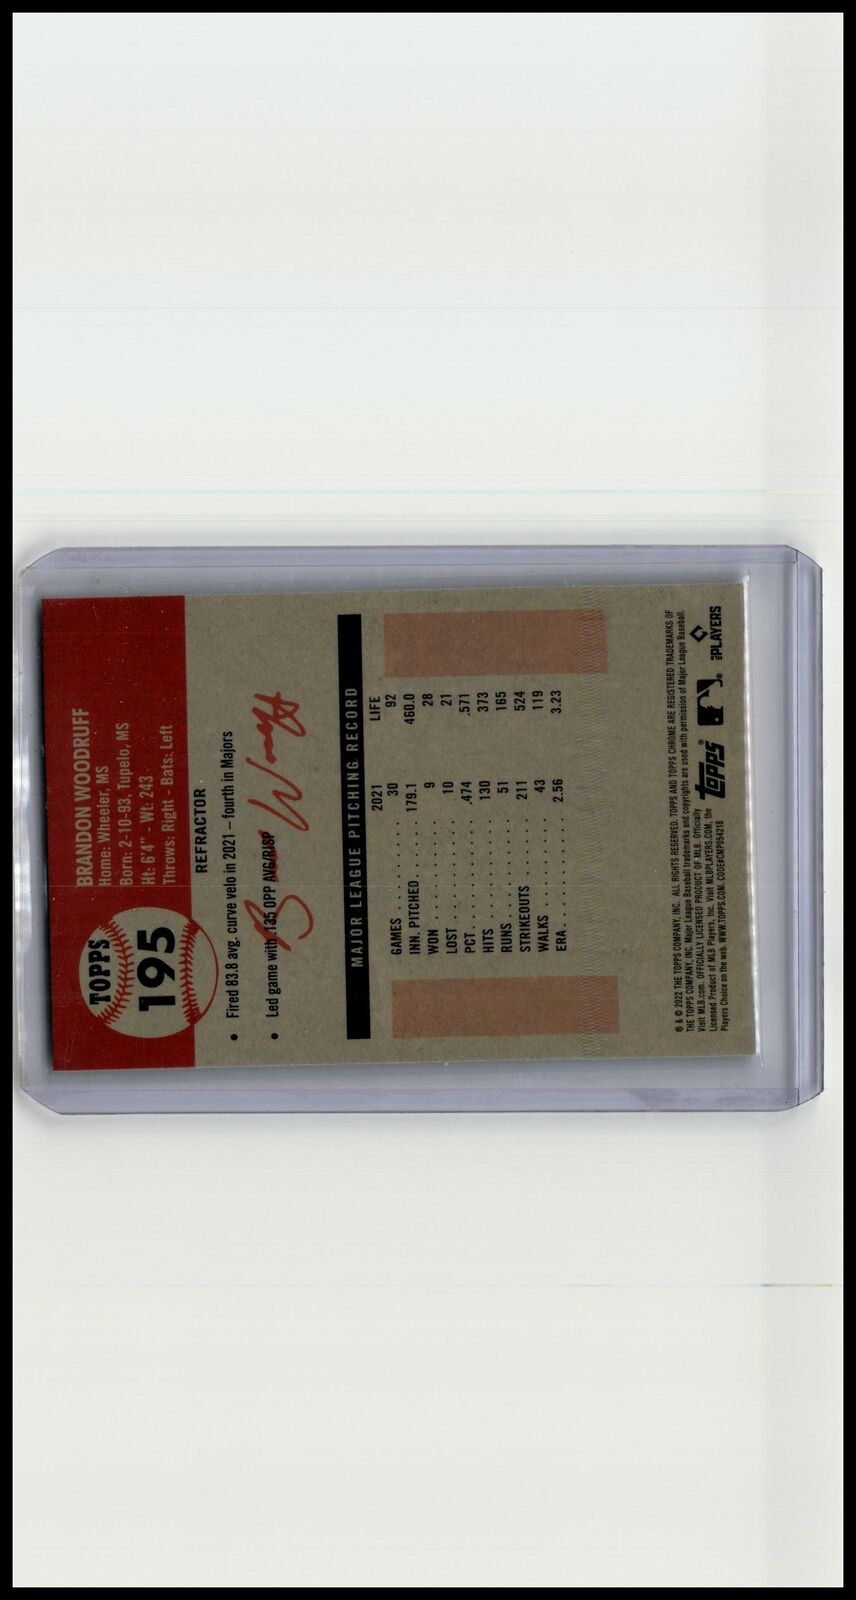 TOPPS
195
BRANDON WOODRUFF
Home: Wheeler, MS
Born: 2-10-93, Tupelo, MS
Ht: 6'4" - Wt: 243
Throws: Right - Bats: Left
REFRACTOR
• Fired 83.8 avg. curve velo in 2021 – fourth in Majors
• Led game with .135 OPP AVG/RISP
MAJOR LEAGUE PITCHING RECORD
2021 LIFE
GAMES 30 92
INN. PITCHED 179.1 460.0
WON 9 28
LOST 10 21
PCT. .474 .571
HITS 130 373
RUNS 51 165
STRIKEOUTS 211 524
WALKS 43 119
ERA 2.56 3.23
® & © 2022 THE TOPPS COMPANY, INC. ALL RIGHTS RESERVED. TOPPS AND TOPPS CHROME ARE REGISTERED TRADEMARKS OF
THE TOPPS COMPANY, INC. Major League Baseball trademarks and copyrights are used with permission of Major League Baseball.
Visit MLB.com. OFFICIALLY LICENSED PRODUCT OF MLB. Officially
Licensed Product of MLB Players, Inc. Visit MLBPLAYERS.COM, the
Players Choice on the web. WWW.TOPPS.COM. CODE#CMP054218
topps®
MLB PLAYERS